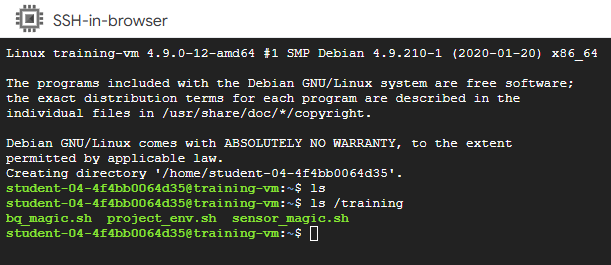 SSH-in-browser
Linux training-vm 4.9.0-12-amd64 #1 SMP Debian 4.9.210-1 (2020-01-20) x86_64
The programs included with the Debian GNU/Linux system are free software;
the exact distribution terms for each program are described in the
individual files in /usr/share/doc/*/copyright.
Debian GNU/Linux comes with ABSOLUTELY NO WARRANTY, to the extent
permitted by applicable law.
Creating directory '/home/student-04-4f4bb0064d35'.
student-04-4f4bb0064d35@training-vm:~$ ls
student-04-4f4bb0064d35@training-vm:~$ ls /training
bq_magic.sh  project_env.sh  sensor_magic.sh
student-04-4f4bb0064d35@training-vm:~$